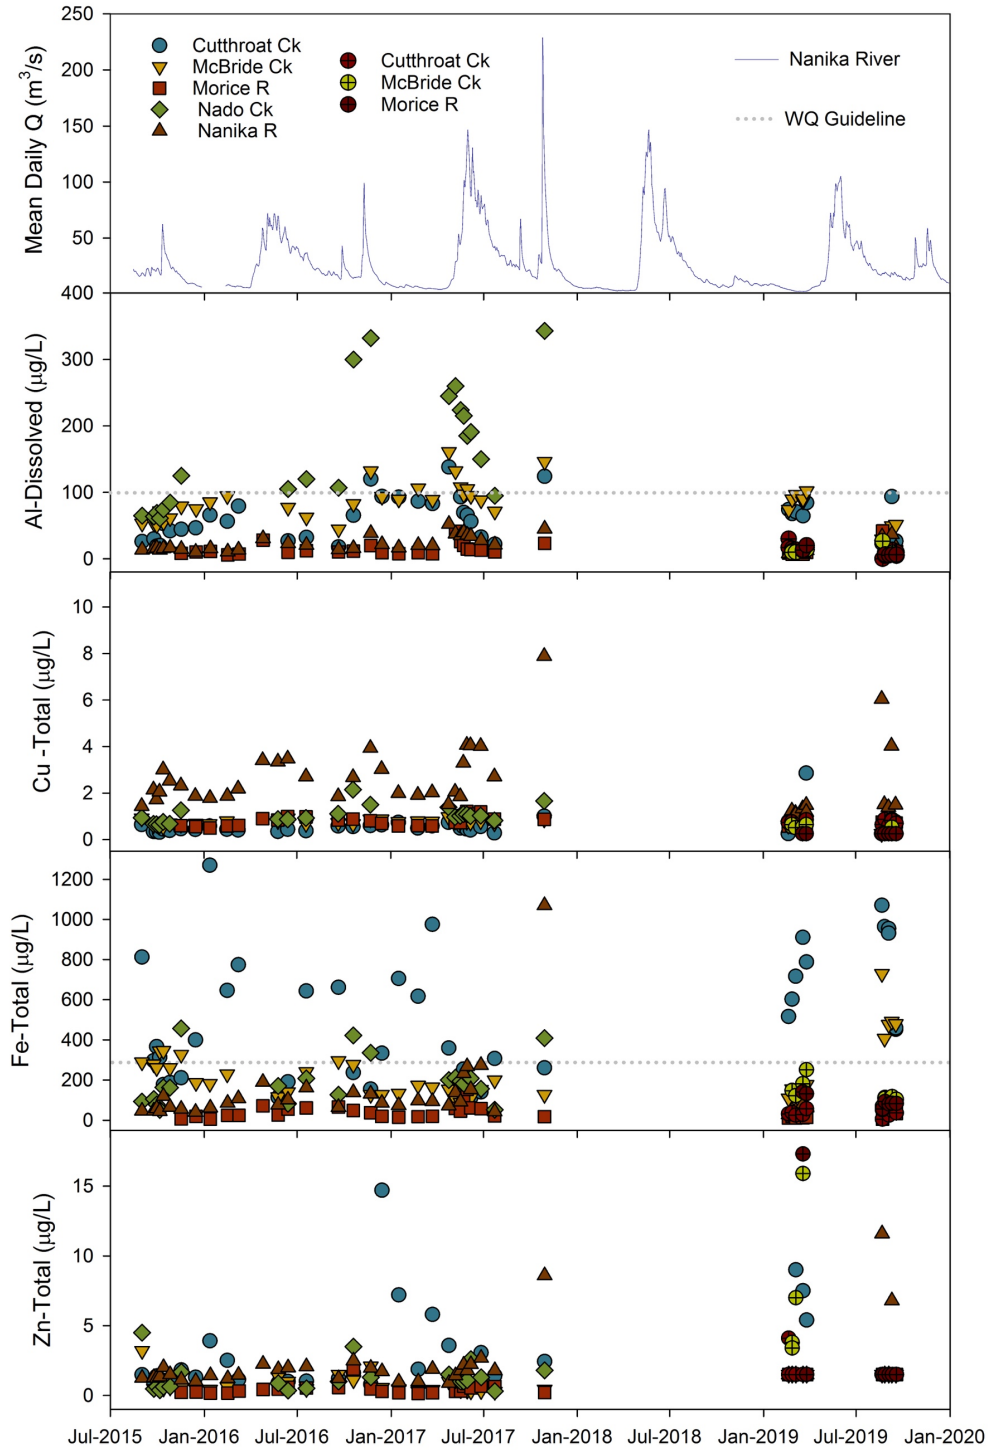 Mean Daily Q (m³/s)
250
200
150
100
50
Cutthroat Ck
McBride Ck
Morice R
Nado Ck
Nanika R
Cutthroat Ck
McBride Ck
Morice R
Nanika River
WQ Guideline
Al-Dissolved (µg/L)
400
300
200
100
0
Cu -Total (µg/L)
10
8
6
4
2
0
Fe-Total (µg/L)
1200
1000
800
600
400
200
0
Zn-Total (µg/L)
15
10
5
0
Jul-2015 Jan-2016 Jul-2016 Jan-2017 Jul-2017 Jan-2018 Jul-2018 Jan-2019 Jul-2019 Jan-2020